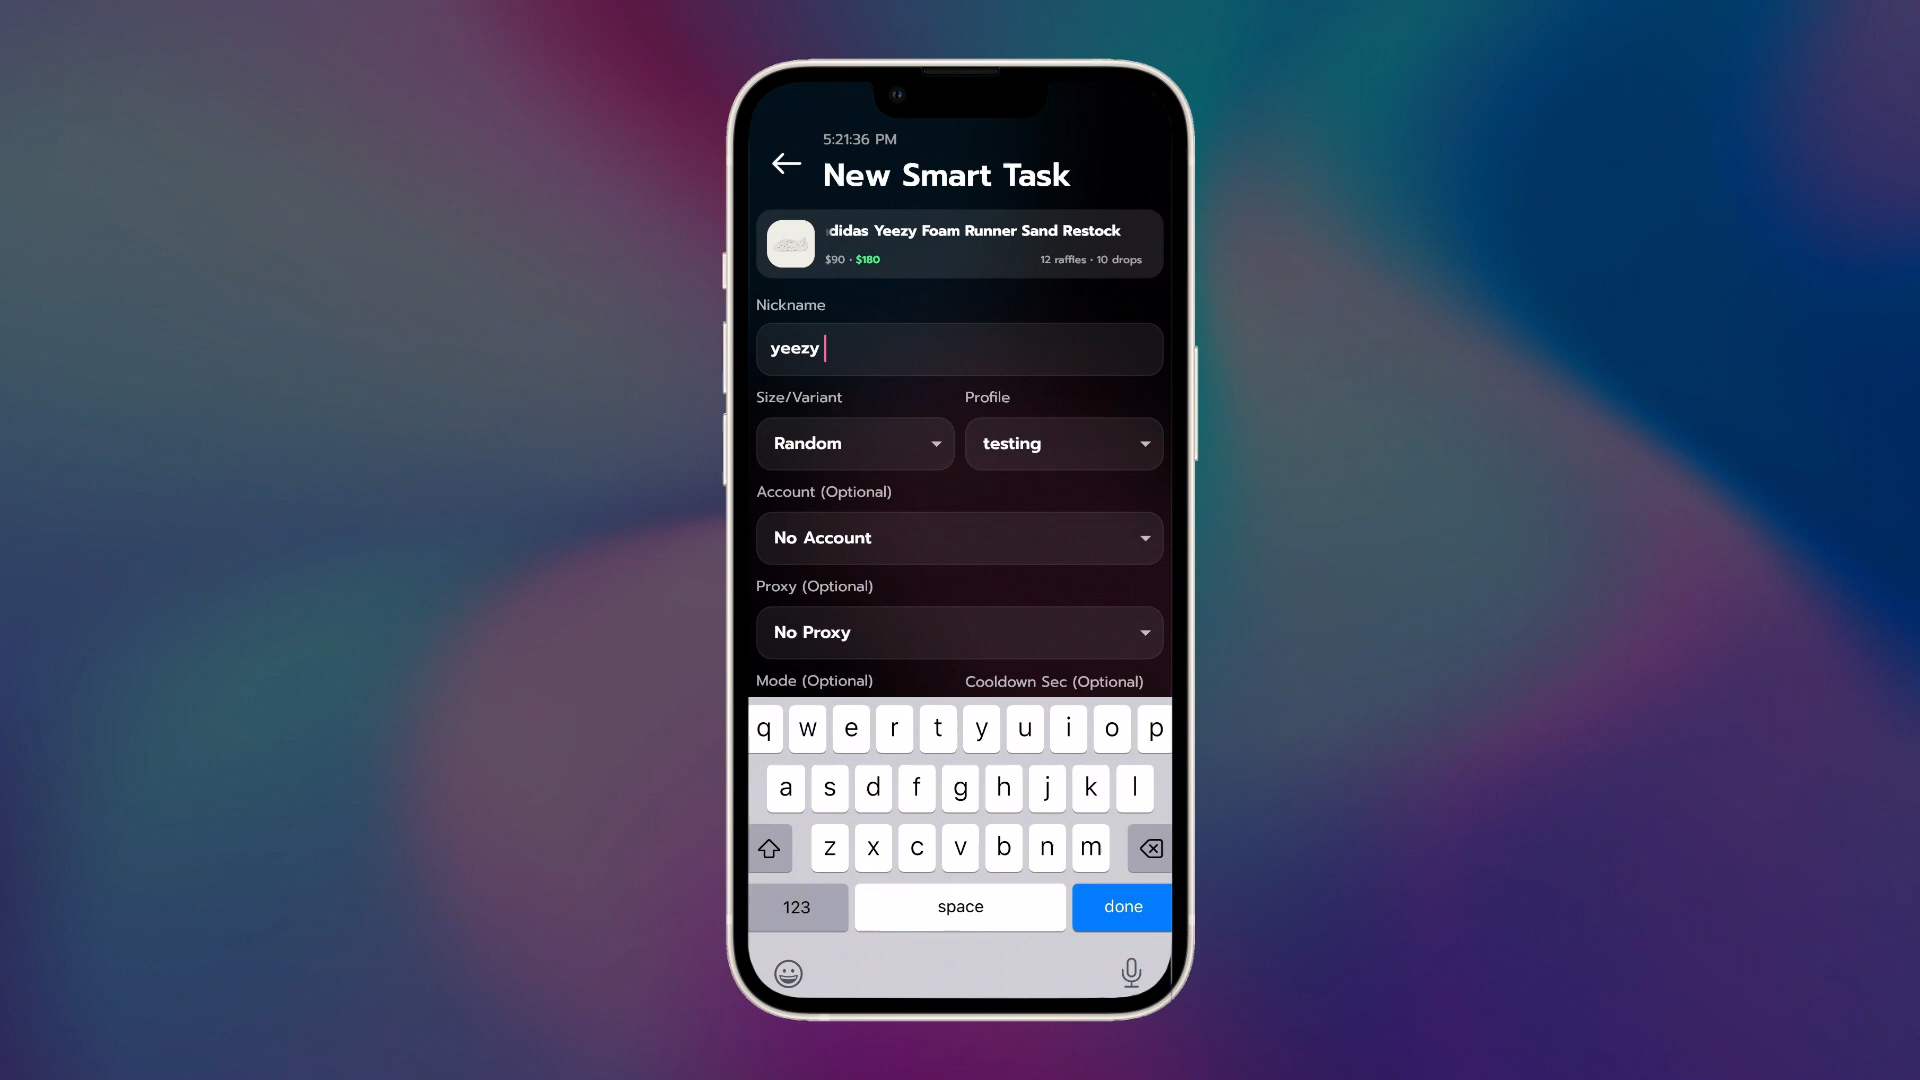 5:21:36 PM
New Smart Task
didas Yeezy Foam Runner Sand Restock
$90 • $180 12 raffles • 10 drops
Nickname
yeezy
Size/Variant Profile
Random testing
Account (Optional)
No Account
Proxy (Optional)
No Proxy
Mode (Optional) Cooldown Sec (Optional)
q w e r t y u i o p
a s d f g h j k l
z x c v b n m
123 space done